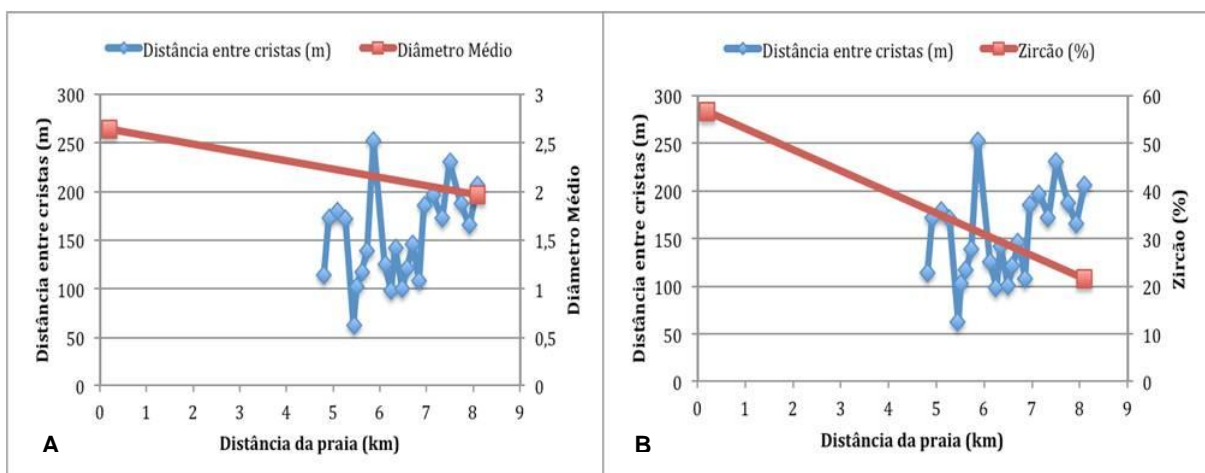 Distância entre cristas (m) Diâmetro Médio
Distância entre cristas (m)
300
250
200
150
100
50
0
3
2,5
2
1,5
1
0,5
0
Diâmetro Médio
0 1 2 3 4 5 6 7 8 9
Distância da praia (km)
A
Distância entre cristas (m) Zircão (%)
Distância entre cristas (m)
300
250
200
150
100
50
0
60
50
40
30
20
10
0
Zircão (%)
0 1 2 3 4 5 6 7 8 9
Distância da praia (km)
B